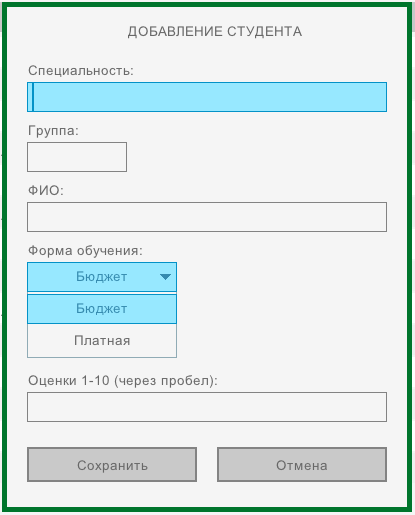 ДОБАВЛЕНИЕ СТУДЕНТА
Специальность:
Группа:
ФИО:
Форма обучения:
Бюджет
Бюджет
Платная
Оценки 1-10 (через пробел):
Сохранить Отмена